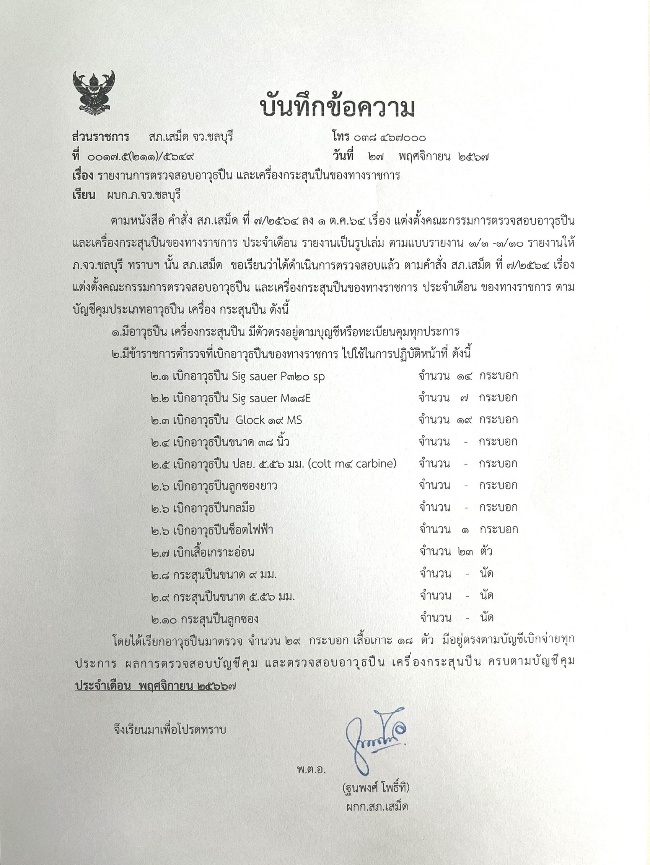 บันทึกข้อความ
ส่วนราชการ สภ.เสม็ด จว.ชลบุรี โทร ๐๓๘ ๔๖๗๐๐๐
ที่ ๐๐๑๗.๕(๒๑๑)/๕๖๔๙ วันที่ ๒๗ พฤศจิกายน ๒๕๖๗
เรื่อง รายงานการตรวจสอบอาวุธปืน และเครื่องกระสุนปืนของทางราชการ
เรียน ผบก.ภ.จว.ชลบุรี
ตามหนังสือ คำสั่ง สภ.เสม็ด ที่ ๗/๒๕๖๔ ลง ๑ ต.ค.๖๔ เรื่อง แต่งตั้งคณะกรรมการตรวจสอบอาวุธปืน
และเครื่องกระสุนปืนของทางราชการ ประจำเดือน รายงานเป็นรูปเล่ม ตามแบบรายงาน ๑/๑ -๑/๑๐ รายงานให้
ภ.จว.ชลบุรี ทราบฯ นั้น สภ.เสม็ด ขอเรียนว่าได้ดำเนินการตรวจสอบแล้ว ตามคำสั่ง สภ.เสม็ด ที่ ๗/๒๕๖๔ เรื่อง
แต่งตั้งคณะกรรมการตรวจสอบอาวุธปืน และเครื่องกระสุนปืนของทางราชการ ประจำเดือน ของทางราชการ ตาม
บัญชีคุมประเภทอาวุธปืน เครื่อง กระสุนปืน ดังนี้
๑.มีอาวุธปืน เครื่องกระสุนปืน มีตัวตรงอยู่ตามบัญชีหรือทะเบียนคุมทุกประการ
๒.มีข้าราชการตำรวจที่เบิกอาวุธปืนของทางราชการ ไปใช้ในการปฏิบัติหน้าที่ ดังนี้
๒.๑ เบิกอาวุธปืน Sig sauer P๓๒๐ sp จำนวน ๑๔ กระบอก
๒.๒ เบิกอาวุธปืน Sig sauer M๑๘E จำนวน ๗ กระบอก
๒.๓ เบิกอาวุธปืน Glock ๑๙ MS จำนวน ๑๙ กระบอก
๒.๔ เบิกอาวุธปืนขนาด ๓๘ นิ้ว จำนวน - กระบอก
๒.๕ เบิกอาวุธปืน ปลย. ๕.๕๖ มม. (colt m๔ carbine) จำนวน - กระบอก
๒.๖ เบิกอาวุธปืนลูกซองยาว จำนวน - กระบอก
๒.๖ เบิกอาวุธปืนกลมือ จำนวน - กระบอก
๒.๖ เบิกอาวุธปืนช็อตไฟฟ้า จำนวน ๑ กระบอก
๒.๗ เบิกเสื้อเกราะอ่อน จำนวน ๒๓ ตัว
๒.๘ กระสุนปืนขนาด ๙ มม. จำนวน - นัด
๒.๙ กระสุนปืนขนาด ๕.๕๖ มม. จำนวน - นัด
๒.๑๐ กระสุนปืนลูกซอง จำนวน - นัด
โดยได้เรียกอาวุธปืนมาตรวจ จำนวน ๒๙ กระบอก เสื้อเกาะ ๑๘ ตัว มีอยู่ตรงตามบัญชีเบิกจ่ายทุก
ประการ ผลการตรวจสอบบัญชีคุม และตรวจสอบอาวุธปืน เครื่องกระสุนปืน ครบตามบัญชีคุม
ประจำเดือน พฤศจิกายน ๒๕๖๖๗
จึงเรียนมาเพื่อโปรดทราบ
พ.ต.อ.
(ฐนพงศ์ โพธิ์ทิ)
ผกก.สภ.เสม็ด